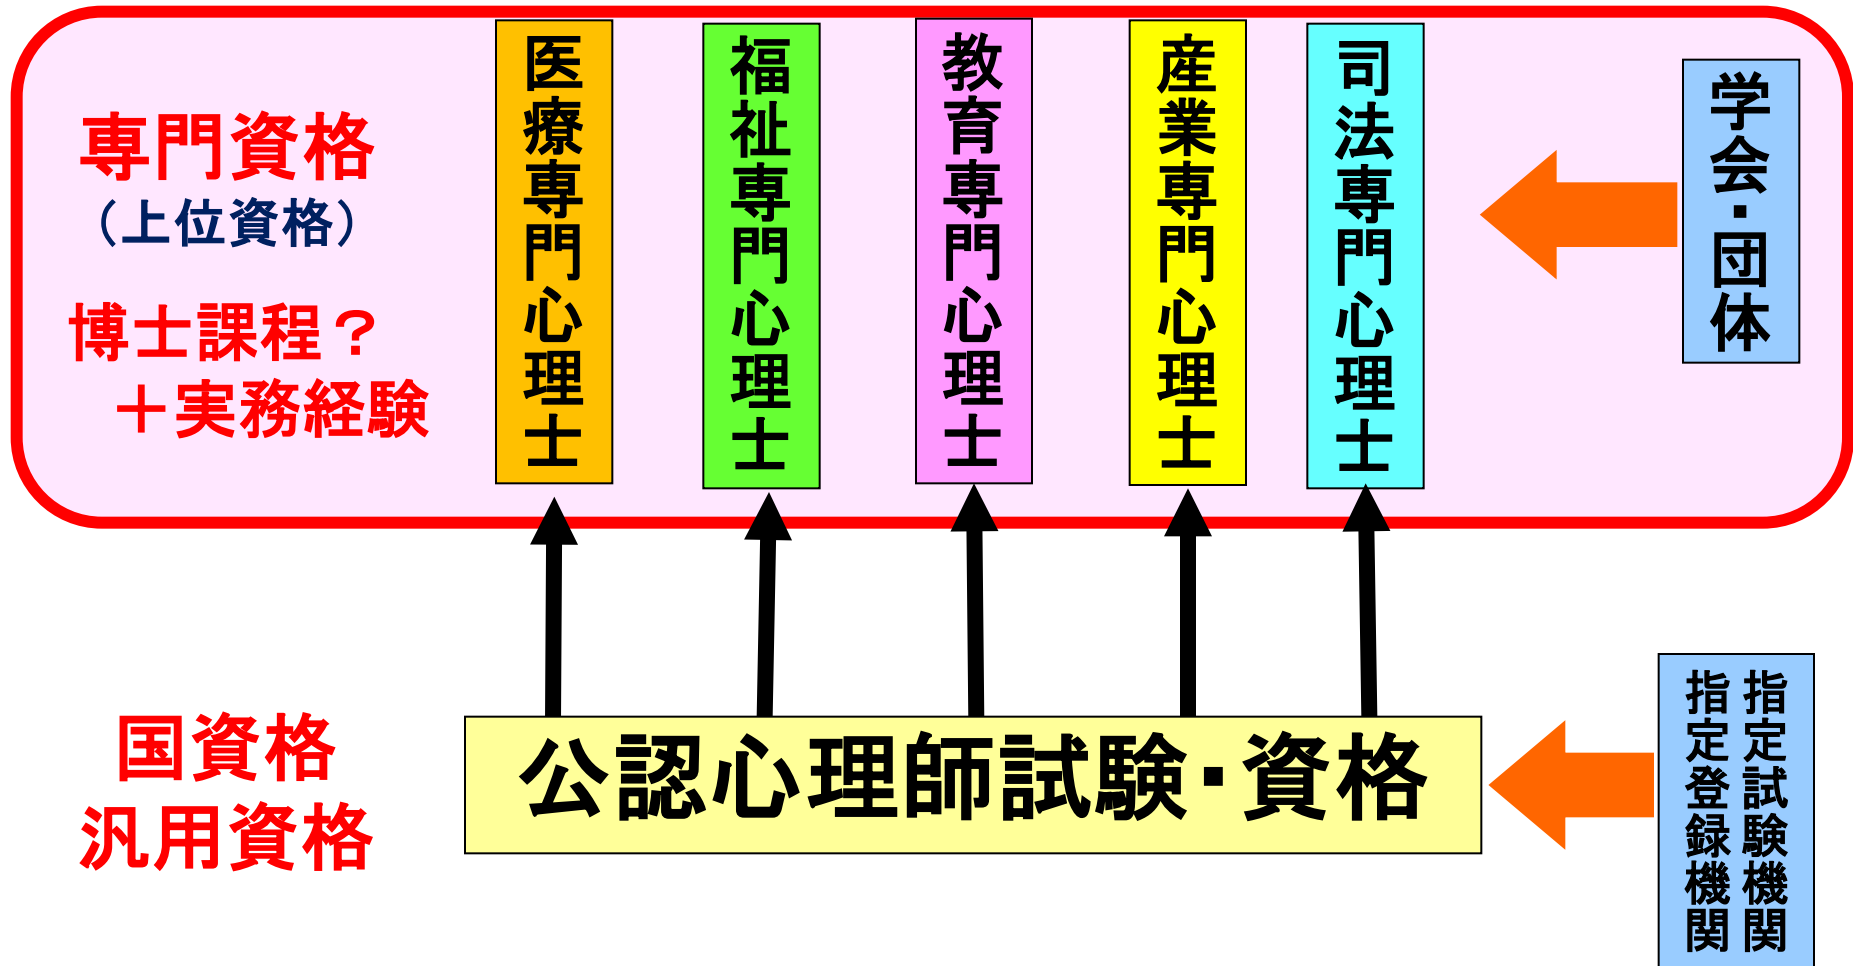 専門資格
（上位資格）
博士課程？
＋実務経験
医療専門心理士
福祉専門心理士
教育専門心理士
産業専門心理士
司法専門心理士
学会・団体
国資格
汎用資格
公認心理師試験・資格
指定試験機関
指定登録機関